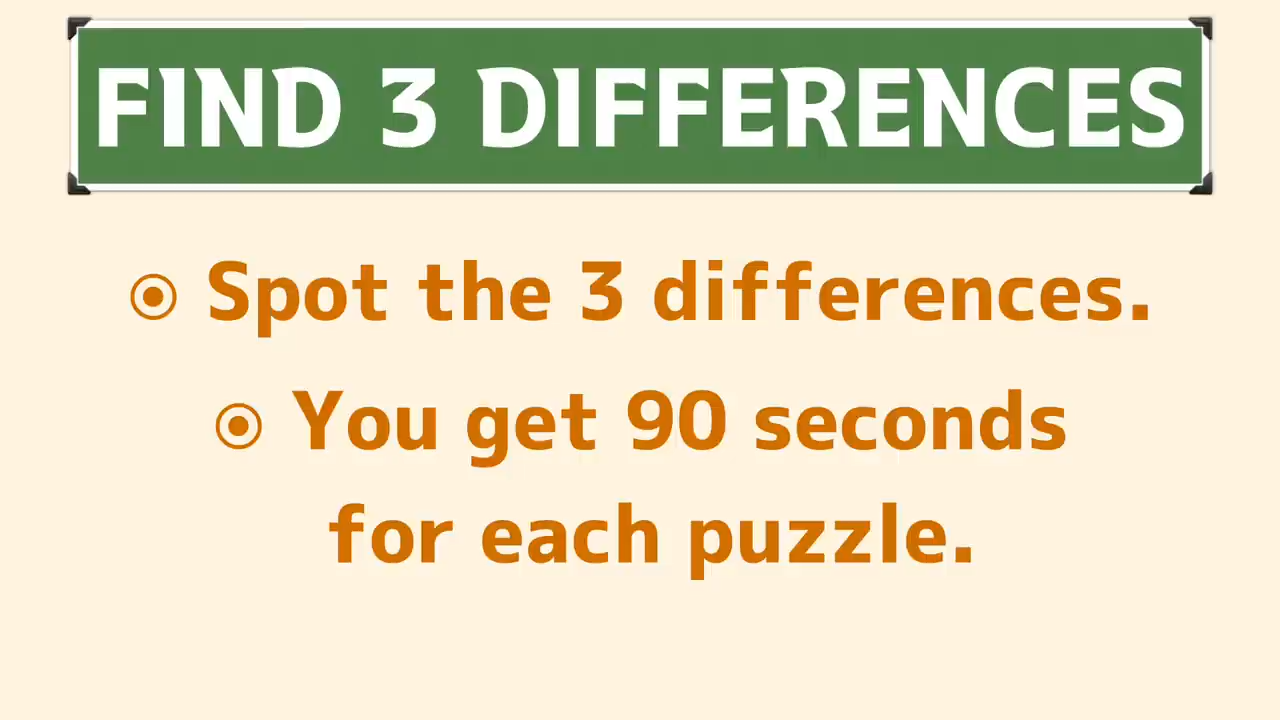 FIND 3 DIFFERENCES
⦿ Spot the 3 differences.
⦿ You get 90 seconds
for each puzzle.